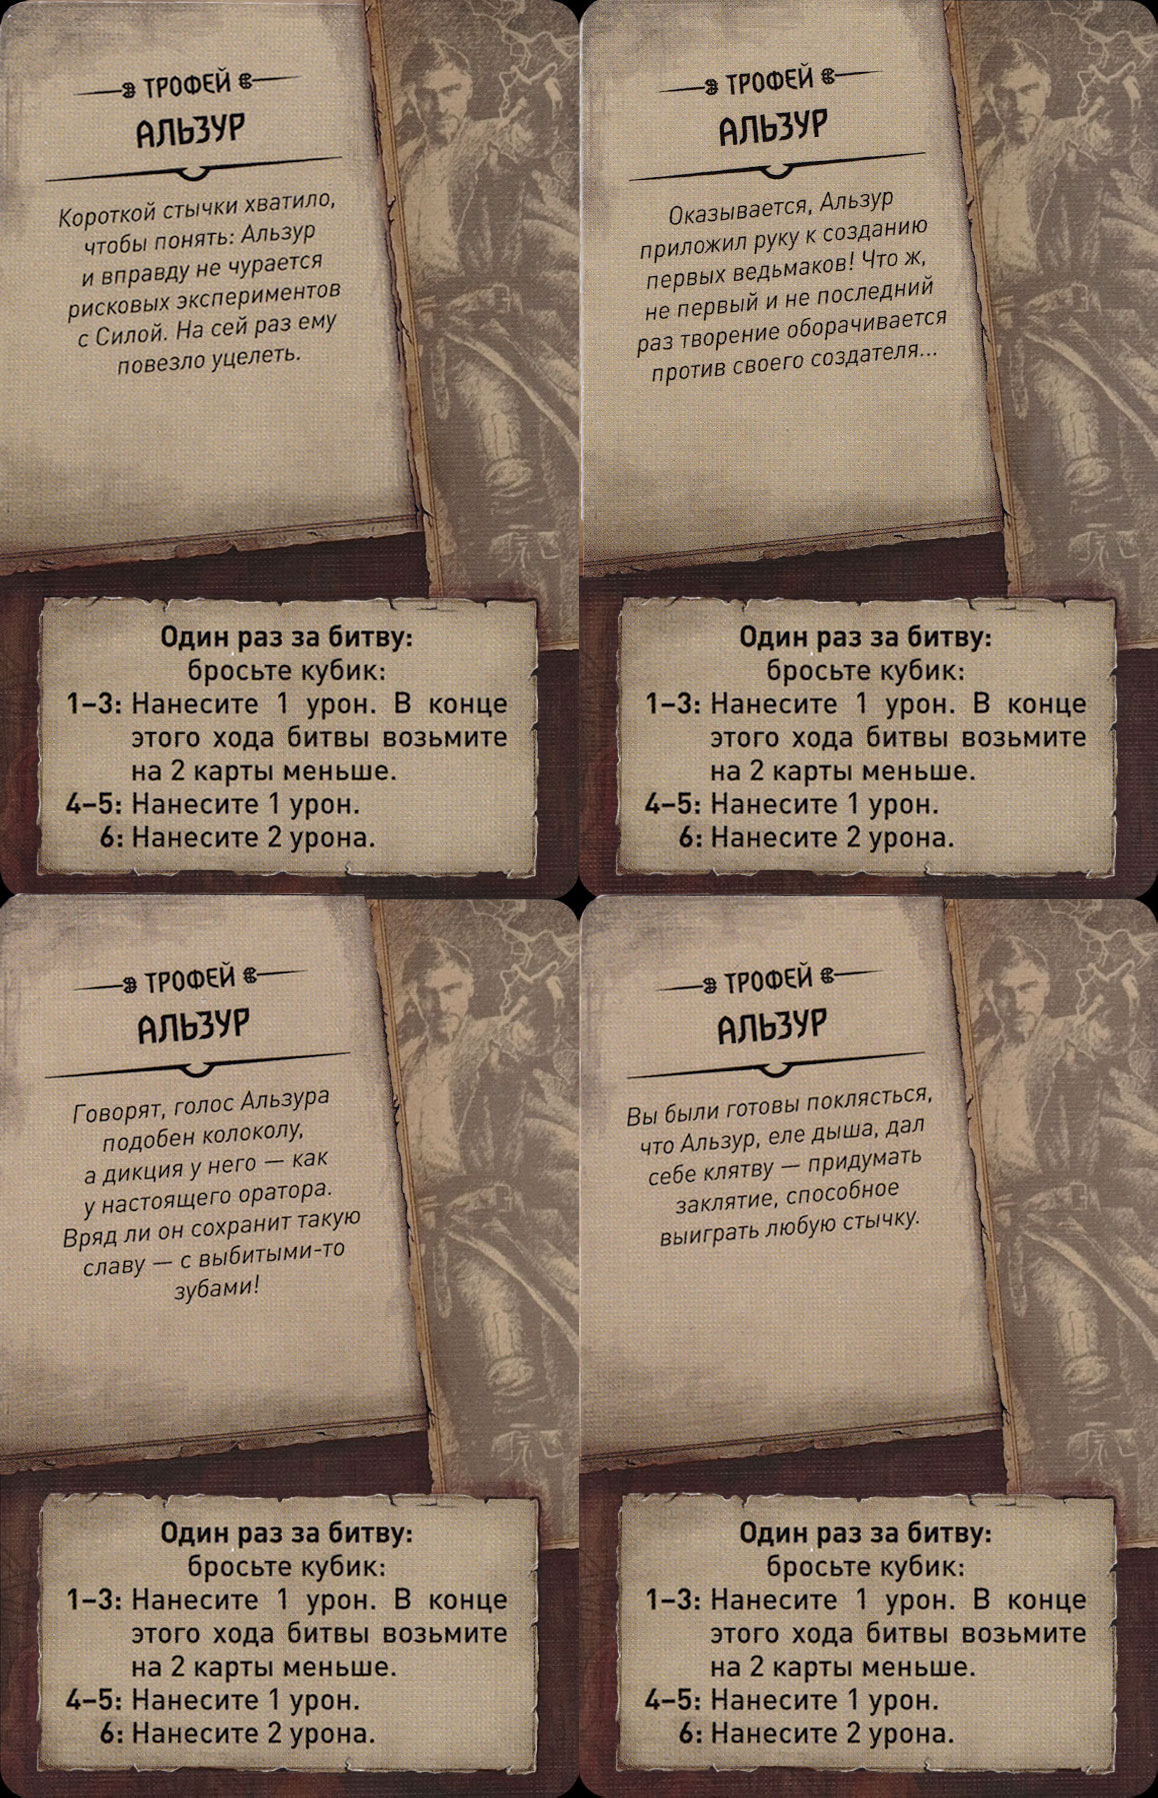 ТРОФЕЙ
АЛЬЗУР
Короткой стычки хватило,
чтобы понять: Альзур
и вправду не чурается
рисковых экспериментов
с Силой. На сей раз ему
повезло уцелеть.
Один раз за битву:
бросьте кубик:
1–3: Нанесите 1 урон. В конце
этого хода битвы возьмите
на 2 карты меньше.
4–5: Нанесите 1 урон.
6: Нанесите 2 урона.
ТРОФЕЙ
АЛЬЗУР
Оказывается, Альзур
приложил руку к созданию
первых ведьмаков! Что ж,
не первый и не последний
раз творение оборачивается
против своего создателя...
Один раз за битву:
бросьте кубик:
1–3: Нанесите 1 урон. В конце
этого хода битвы возьмите
на 2 карты меньше.
4–5: Нанесите 1 урон.
6: Нанесите 2 урона.
ТРОФЕЙ
АЛЬЗУР
Говорят, голос Альзура
подобен колоколу,
а дикция у него — как
у настоящего оратора.
Вряд ли он сохранит такую
славу — с выбитыми-то
зубами!
Один раз за битву:
бросьте кубик:
1–3: Нанесите 1 урон. В конце
этого хода битвы возьмите
на 2 карты меньше.
4–5: Нанесите 1 урон.
6: Нанесите 2 урона.
ТРОФЕЙ
АЛЬЗУР
Вы были готовы поклясться,
что Альзур, еле дыша, дал
себе клятву — придумать
заклятие, способное
выиграть любую стычку.
Один раз за битву:
бросьте кубик:
1–3: Нанесите 1 урон. В конце
этого хода битвы возьмите
на 2 карты меньше.
4–5: Нанесите 1 урон.
6: Нанесите 2 урона.